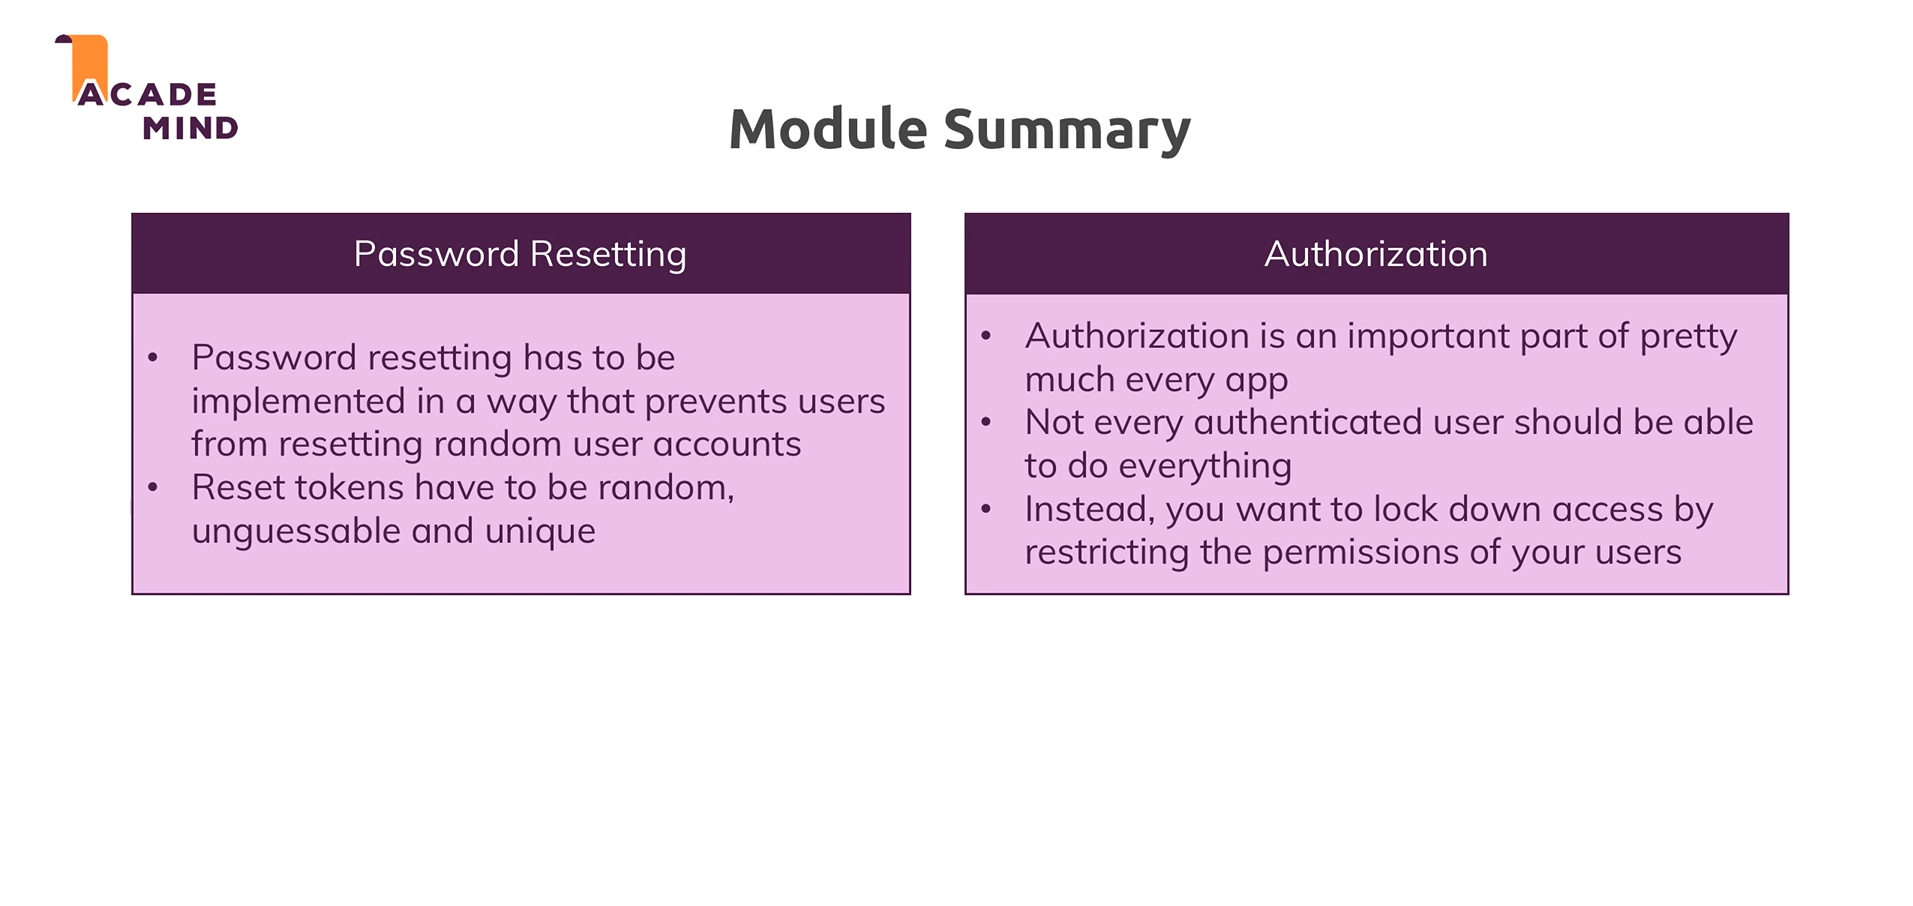 ACADE
MIND
Module Summary
Password Resetting
• Password resetting has to be
implemented in a way that prevents users
from resetting random user accounts
• Reset tokens have to be random,
unguessable and unique
Authorization
• Authorization is an important part of pretty
much every app
• Not every authenticated user should be able
to do everything
• Instead, you want to lock down access by
restricting the permissions of your users